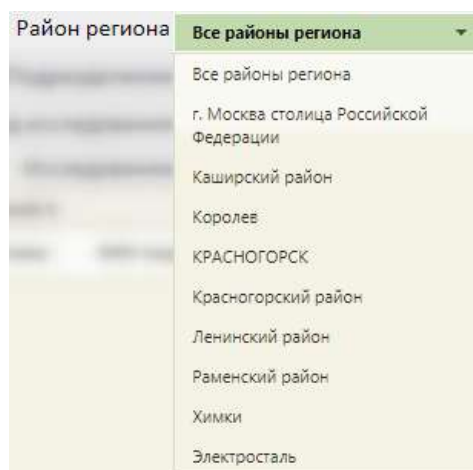 Район региона Все районы региона
Все районы региона
г. Москва столица Российской
Федерации
Каширский район
Королев
КРАСНОГОРСК
Красногорский район
Ленинский район
Раменский район
Химки
Электросталь